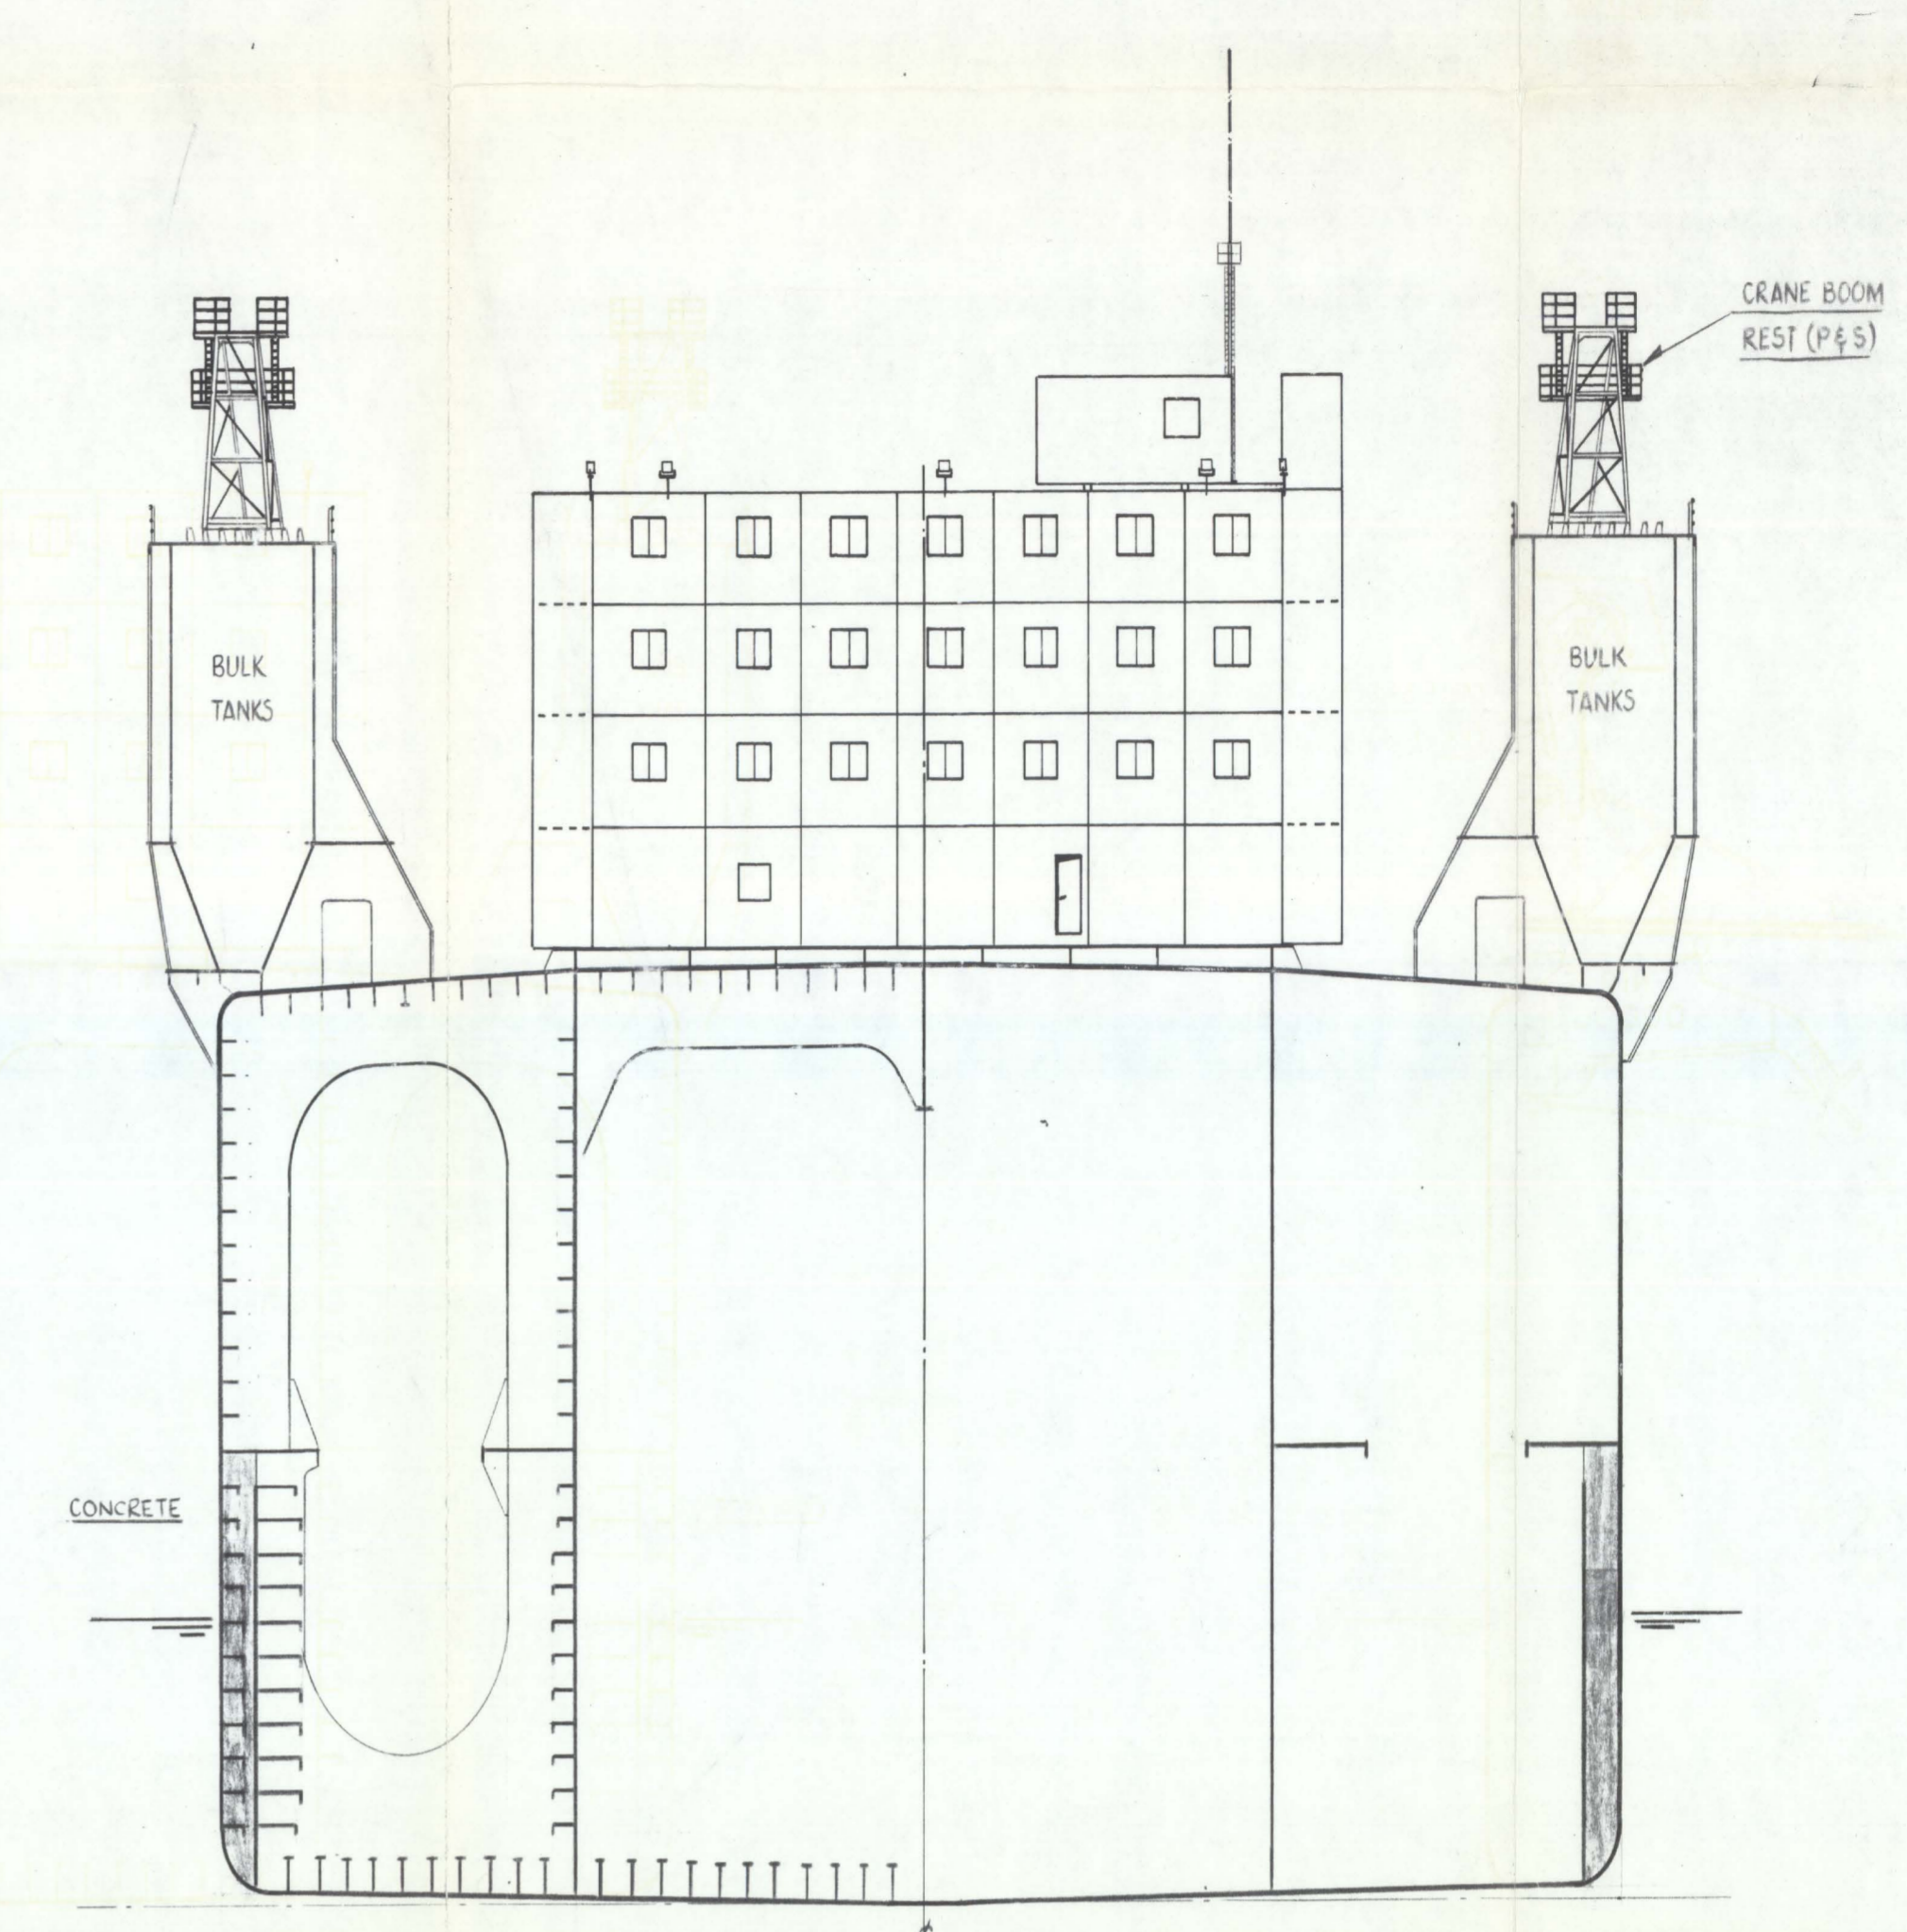 CRANE BOOM
REST (P & S)
BULK
TANKS
BULK
TANKS
CONCRETE